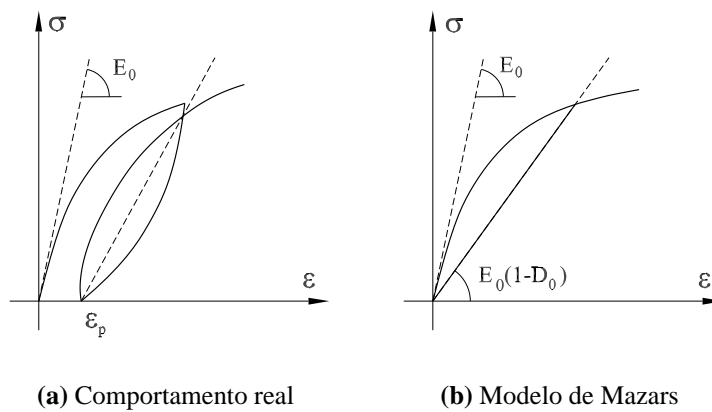 σ
E₀
ε
εₚ
(a) Comportamento real
σ
E₀
E₀(1-D₀)
ε
(b) Modelo de Mazars